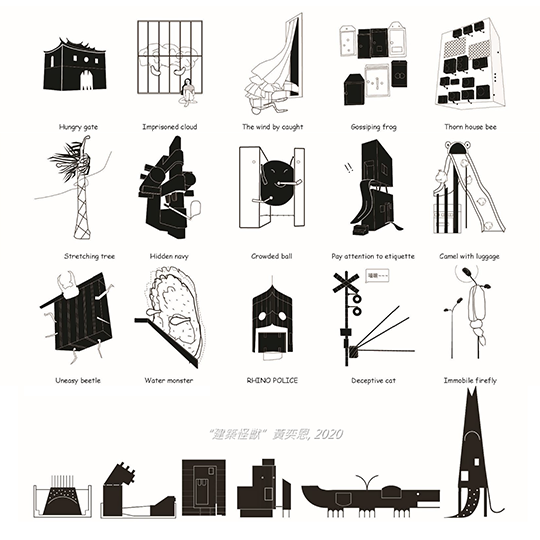 Hungry gate
Imprisoned cloud
The wind by caught
Gossiping frog
Thorn house bee
Stretching tree
Hidden navy
Crowded ball
Pay attention to etiquette
Camel with luggage
!!
Uneasy beetle
Water monster
RHINO POLICE
Deceptive cat
Immobile firefly
"建築怪獸" 黃奕恩, 2020